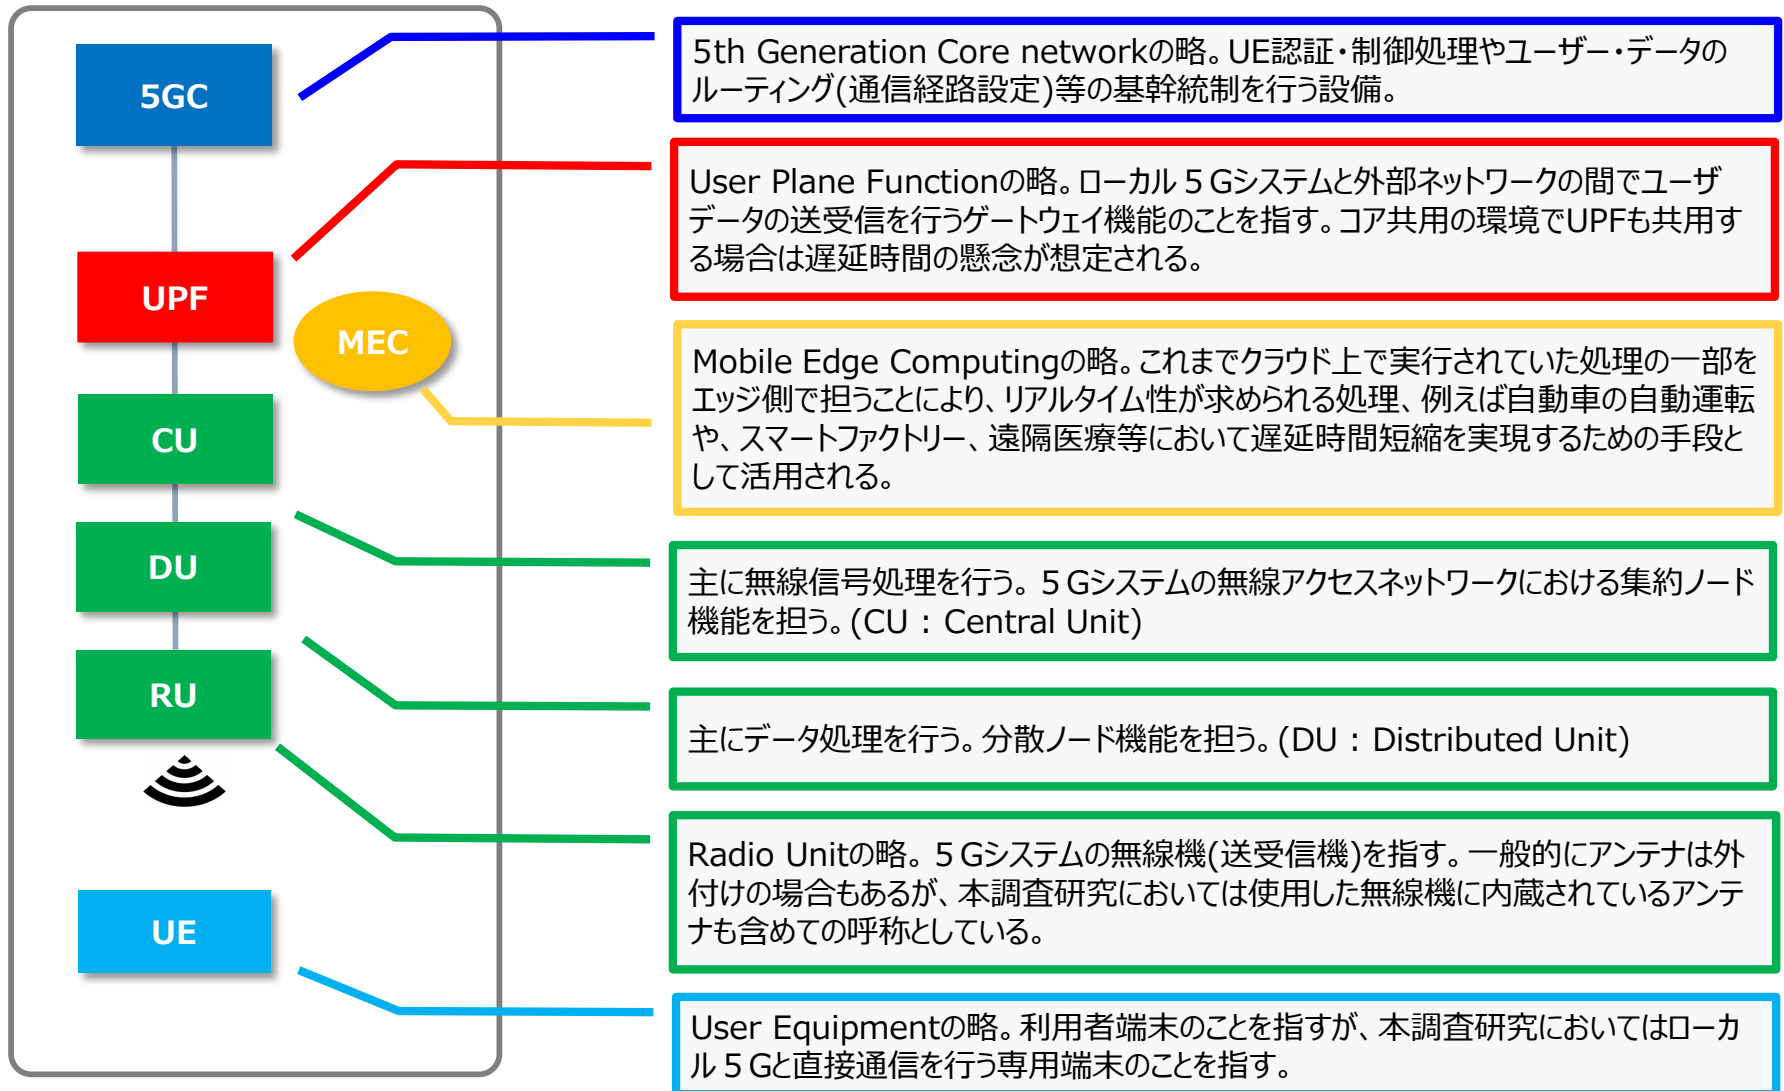 5GC
5th Generation Core networkの略。UE認証・制御処理やユーザー・データの
ルーティング(通信経路設定)等の基幹統制を行う設備。
UPF
User Plane Functionの略。ローカル５Gシステムと外部ネットワークの間でユーザ
データの送受信を行うゲートウェイ機能のことを指す。コア共用の環境でUPFも共用す
る場合は遅延時間の懸念が想定される。
MEC
Mobile Edge Computingの略。これまでクラウド上で実行されていた処理の一部を
エッジ側で担うことにより、リアルタイム性が求められる処理、例えば自動車の自動運転
や、スマートファクトリー、遠隔医療等において遅延時間短縮を実現するための手段と
して活用される。
CU
主に無線信号処理を行う。５Gシステムの無線アクセスネットワークにおける集約ノード
機能を担う。(CU：Central Unit)
DU
主にデータ処理を行う。分散ノード機能を担う。(DU：Distributed Unit)
RU
Radio Unitの略。５Gシステムの無線機(送受信機)を指す。一般的にアンテナは外
付けの場合もあるが、本調査研究においては使用した無線機に内蔵されているアンテ
ナも含めての呼称としている。
UE
User Equipmentの略。利用者端末のことを指すが、本調査研究においてはローカ
ル５Gと直接通信を行う専用端末のことを指す。